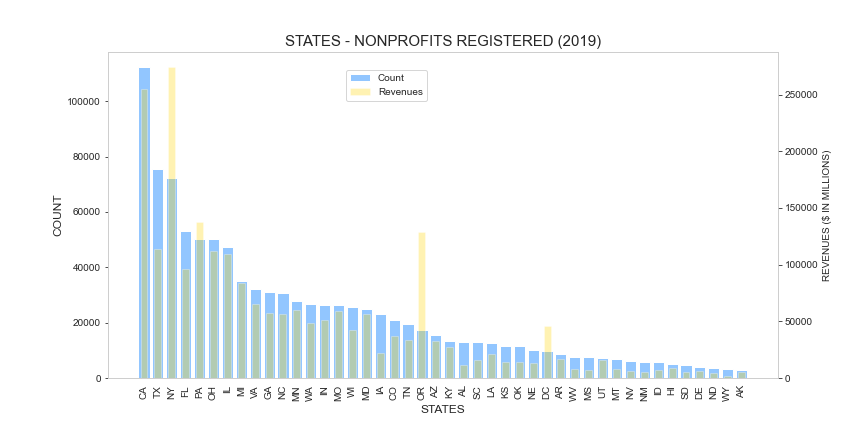 STATES - NONPROFITS REGISTERED (2019)
Count
Revenues
100000
80000
60000
40000
20000
0
COUNT
250000
200000
150000
100000
50000
0
REVENUES ($ IN MILLIONS)
CA TX NY FL PA OH IL MI VA GA NC MN WA IN MO WI MD IA CO TN OR AZ KY AL SC LA KS OK NE DC AR WV MS UT MT NV NM ID HI SD DE ND WY AK
STATES